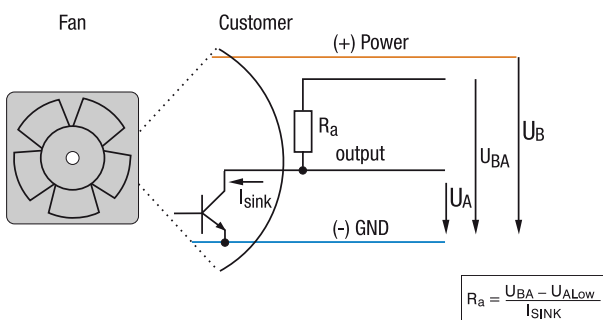 Fan
Customer
(+) Power
Ra
output
Isink
UA
UBA
UB
(-) GND
Ra = UBA – UALow / ISINK